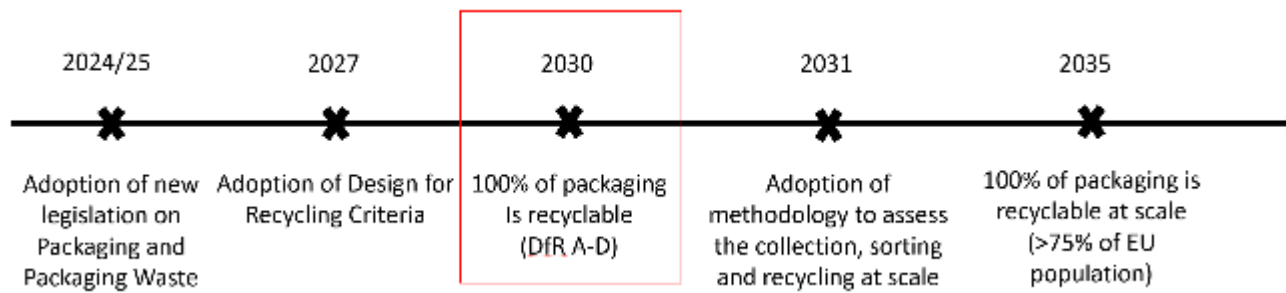 2024/25
Adoption of new
legislation on
Packaging and
Packaging Waste
2027
Adoption of Design for
Recycling Criteria
2030
100% of packaging
Is recyclable
(DfR A-D)
2031
Adoption of
methodology to assess
the collection, sorting
and recycling at scale
2035
100% of packaging is
recyclable at scale
(>75% of EU
population)